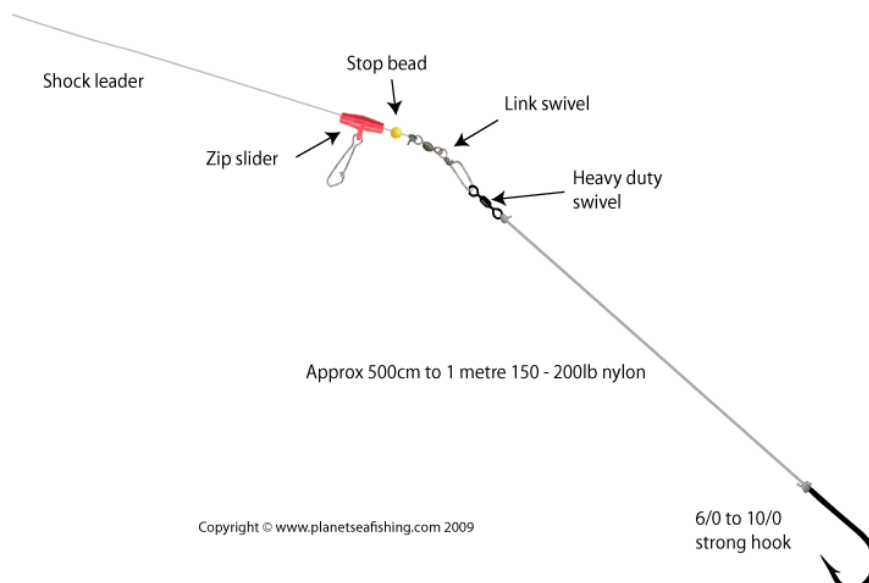 Stop bead
Shock leader
Link swivel
Zip slider
Heavy duty
swivel
Approx 500cm to 1 metre 150 - 200lb nylon
6/0 to 10/0
strong hook
Copyright © www.planetseafishing.com 2009